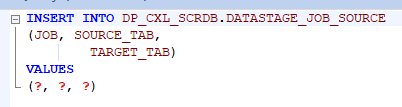 INSERT INTO DP_CXL_SCRDB.DATASTAGE_JOB_SOURCE
(JOB, SOURCE_TAB,
TARGET_TAB)
VALUES
(?, ?, ?)